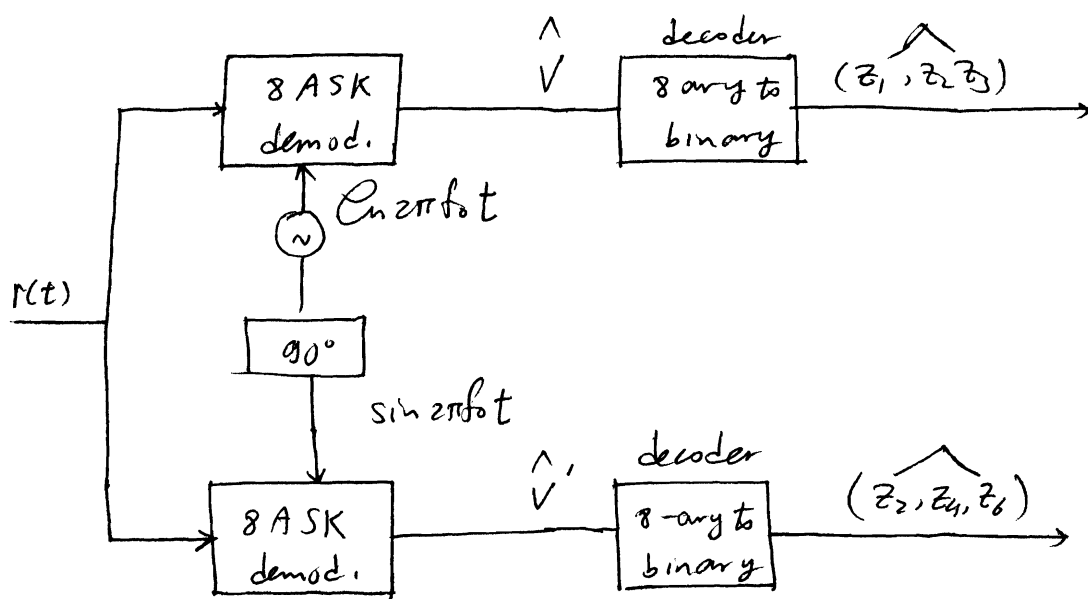 decoder
8 ASK
demod.
V̂
8 ary to
binary
(z₁, z₂ z₃)
2πf₀t
~
r(t)
90°
sin 2πf₀t
decoder
8 ASK
demod.
V̂'
8-ary to
binary
(z₂, z₄, z₆)